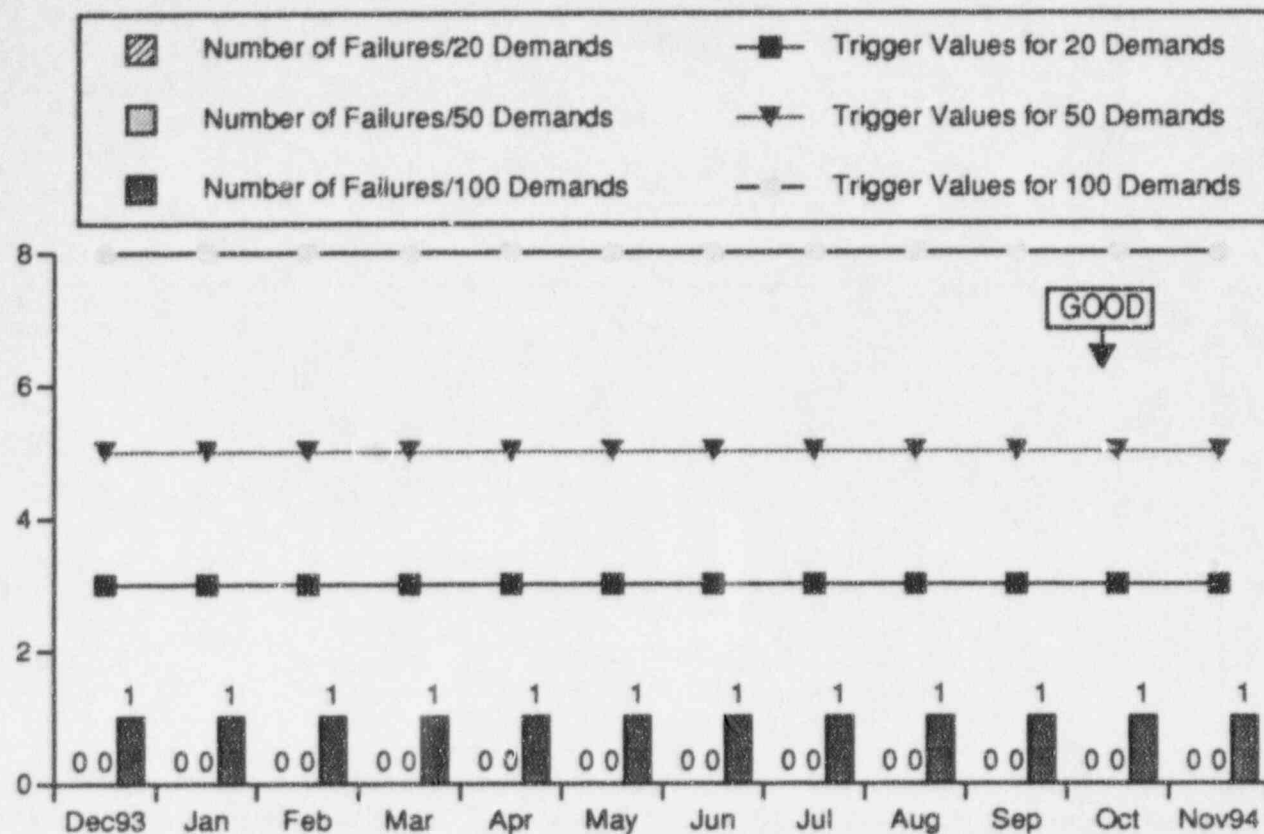 Number of Failures/20 Demands
Trigger Values for 20 Demands
Number of Failures/50 Demands
Trigger Values for 50 Demands
Number of Failures/100 Demands
Trigger Values for 100 Demands
8
GOOD
6
4
2
1 1 1 1 1 1 1 1 1 1 1 1
0 0 0 0 0 0 0 0 0 0 0 0 0 0 0 0 0 0 0 0 0 0 0 0
0
Dec93 Jan Feb Mar Apr May Jun Jul Aug Sep Oct Nov94